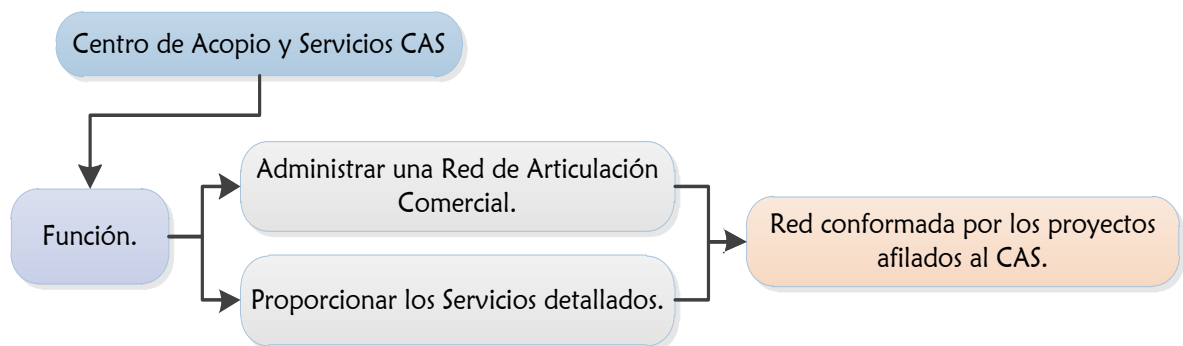 Centro de Acopio y Servicios CAS
Función.
Administrar una Red de Articulación
Comercial.
Proporcionar los Servicios detallados.
Red conformada por los proyectos
afilados al CAS.